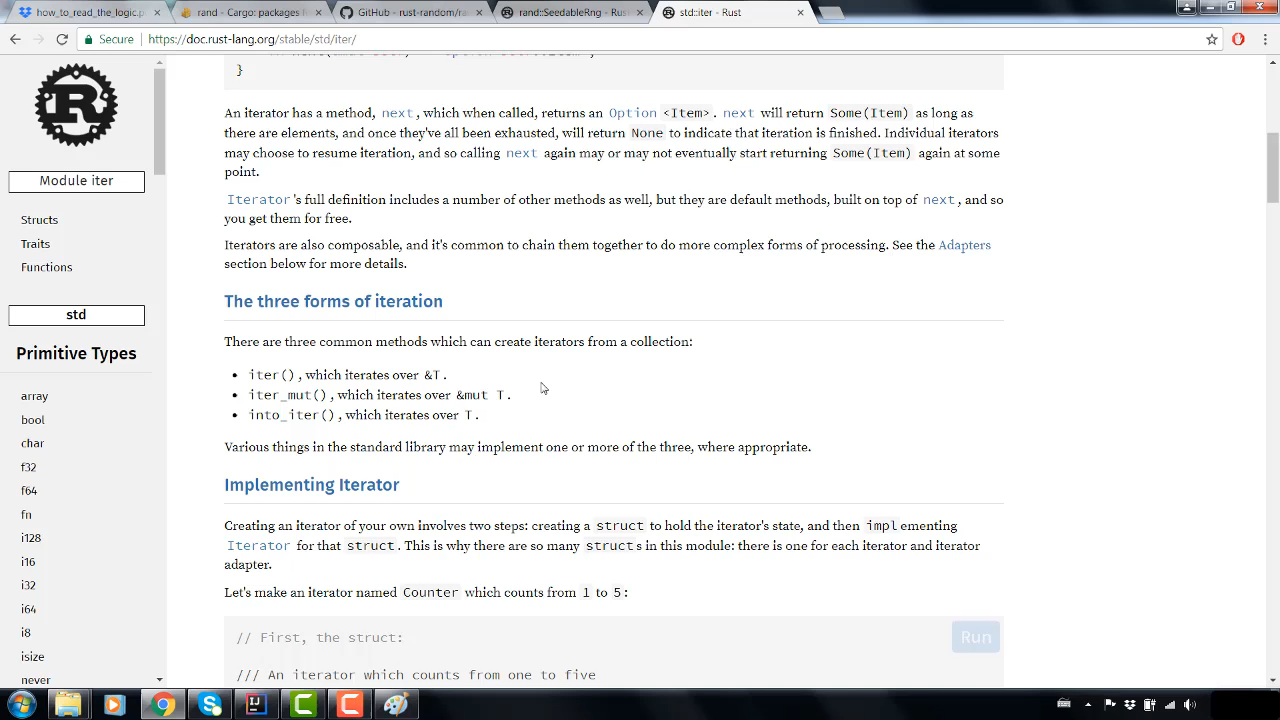 how_to_read_the_logic.p
rand - Cargo: packages f
GitHub - rust-random/ra
rand::SeedableRng - Rust
std::iter - Rust
Secure
https://doc.rust-lang.org/stable/std/iter/
R
Module iter
Structs
Traits
Functions
std
Primitive Types
array
bool
char
f32
f64
fn
i128
i16
i32
i64
i8
isize
never
}
An iterator has a method, next, which when called, returns an Option <Item>. next will return Some(Item) as long as
there are elements, and once they've all been exhausted, will return None to indicate that iteration is finished. Individual iterators
may choose to resume iteration, and so calling next again may or may not eventually start returning Some(Item) again at some
point.
Iterator's full definition includes a number of other methods as well, but they are default methods, built on top of next, and so
you get them for free.
Iterators are also composable, and it's common to chain them together to do more complex forms of processing. See the Adapters
section below for more details.
The three forms of iteration
There are three common methods which can create iterators from a collection:
• iter(), which iterates over &T.
• iter_mut(), which iterates over &mut T.
• into_iter(), which iterates over T.
Various things in the standard library may implement one or more of the three, where appropriate.
Implementing Iterator
Creating an iterator of your own involves two steps: creating a struct to hold the iterator's state, and then impl ementing
Iterator for that struct. This is why there are so many struct s in this module: there is one for each iterator and iterator
adapter.
Let's make an iterator named Counter which counts from 1 to 5:
// First, the struct:
Run
/// An iterator which counts from one to five